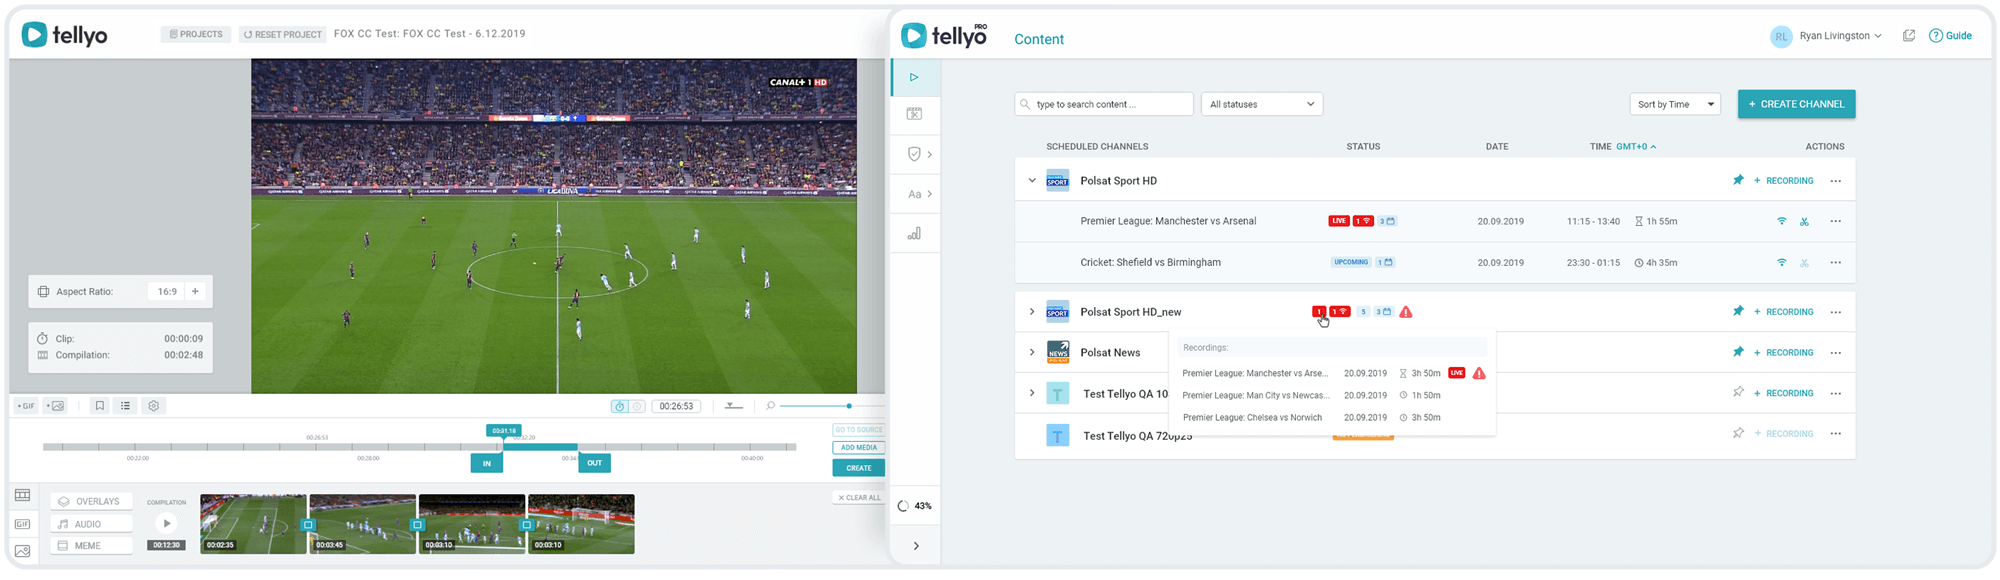 tellyo
PROJECTS
RESET PROJECT
FOX CC Test: FOX CC Test - 6.12.2019
CANAL+ 1 HD
LIGA BBVA
Aspect Ratio:
16:9
+
Clip:
00:00:09
Compilation:
00:02:48
+GIF
00:26:53
00:31.18
00:26:53
00:32:20
00:22:00
00:28:00
00:34
00:40:00
IN
OUT
GO TO SOURCE
ADD MEDIA
CREATE
OVERLAYS
AUDIO
MEME
GIF
COMPILATION
00:12:30
00:02:35
00:03:45
00:03:10
00:03:10
× CLEAR ALL
tellyo PRO
Content
RL
Ryan Livingston
? Guide
Aa
43%
type to search content ...
All statuses
Sort by Time
+ CREATE CHANNEL
SCHEDULED CHANNELS
STATUS
DATE
TIME GMT+0
ACTIONS
SPORT
Polsat Sport HD
+ RECORDING
Premier League: Manchester vs Arsenal
LIVE
1
3
20.09.2019
11:15 - 13:40
1h 55m
Cricket: Shefield vs Birmingham
UPCOMING
1
20.09.2019
23:30 - 01:15
4h 35m
SPORT
Polsat Sport HD_new
1
1
5
3
+ RECORDING
NEWS
POLSAT
Polsat News
+ RECORDING
Recordings:
Premier League: Manchester vs Arse...
20.09.2019
3h 50m
LIVE
Premier League: Man City vs Newcas...
20.09.2019
1h 50m
Premier League: Chelsea vs Norwich
20.09.2019
3h 50m
T
Test Tellyo QA 10
+ RECORDING
T
Test Tellyo QA 720p25
+ RECORDING